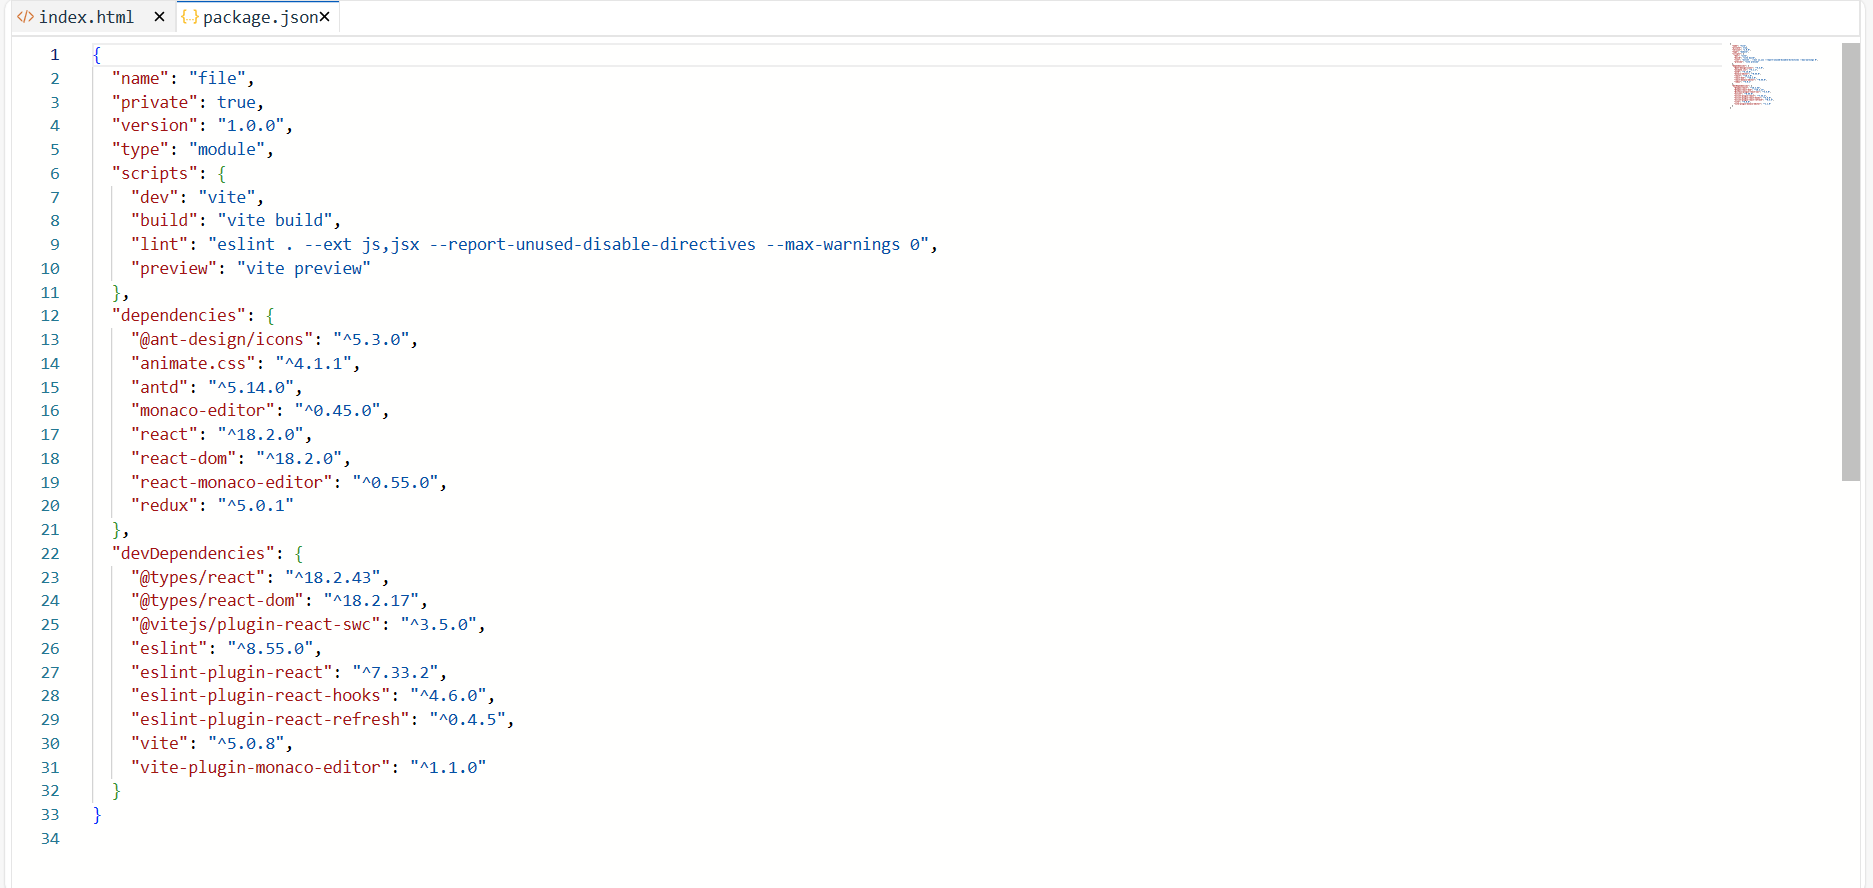 index.html
package.json
1 {
2   "name": "file",
3   "private": true,
4   "version": "1.0.0",
5   "type": "module",
6   "scripts": {
7     "dev": "vite",
8     "build": "vite build",
9     "lint": "eslint . --ext js,jsx --report-unused-disable-directives --max-warnings 0",
10     "preview": "vite preview"
11   },
12   "dependencies": {
13     "@ant-design/icons": "^5.3.0",
14     "animate.css": "^4.1.1",
15     "antd": "^5.14.0",
16     "monaco-editor": "^0.45.0",
17     "react": "^18.2.0",
18     "react-dom": "^18.2.0",
19     "react-monaco-editor": "^0.55.0",
20     "redux": "^5.0.1"
21   },
22   "devDependencies": {
23     "@types/react": "^18.2.43",
24     "@types/react-dom": "^18.2.17",
25     "@vitejs/plugin-react-swc": "^3.5.0",
26     "eslint": "^8.55.0",
27     "eslint-plugin-react": "^7.33.2",
28     "eslint-plugin-react-hooks": "^4.6.0",
29     "eslint-plugin-react-refresh": "^0.4.5",
30     "vite": "^5.0.8",
31     "vite-plugin-monaco-editor": "^1.1.0"
32   }
33 }
34